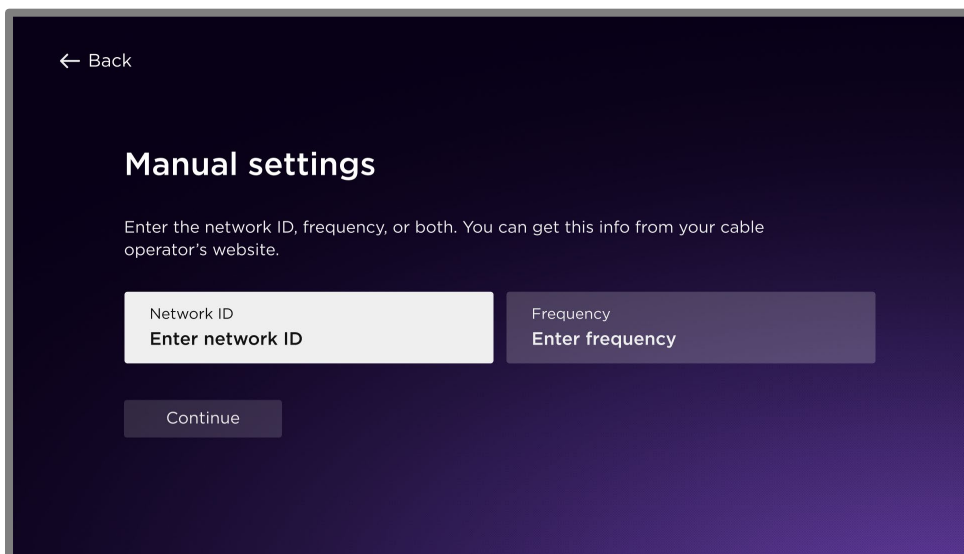 Back
Manual settings
Enter the network ID, frequency, or both. You can get this info from your cable
operator’s website.
Network ID
Enter network ID
Frequency
Enter frequency
Continue